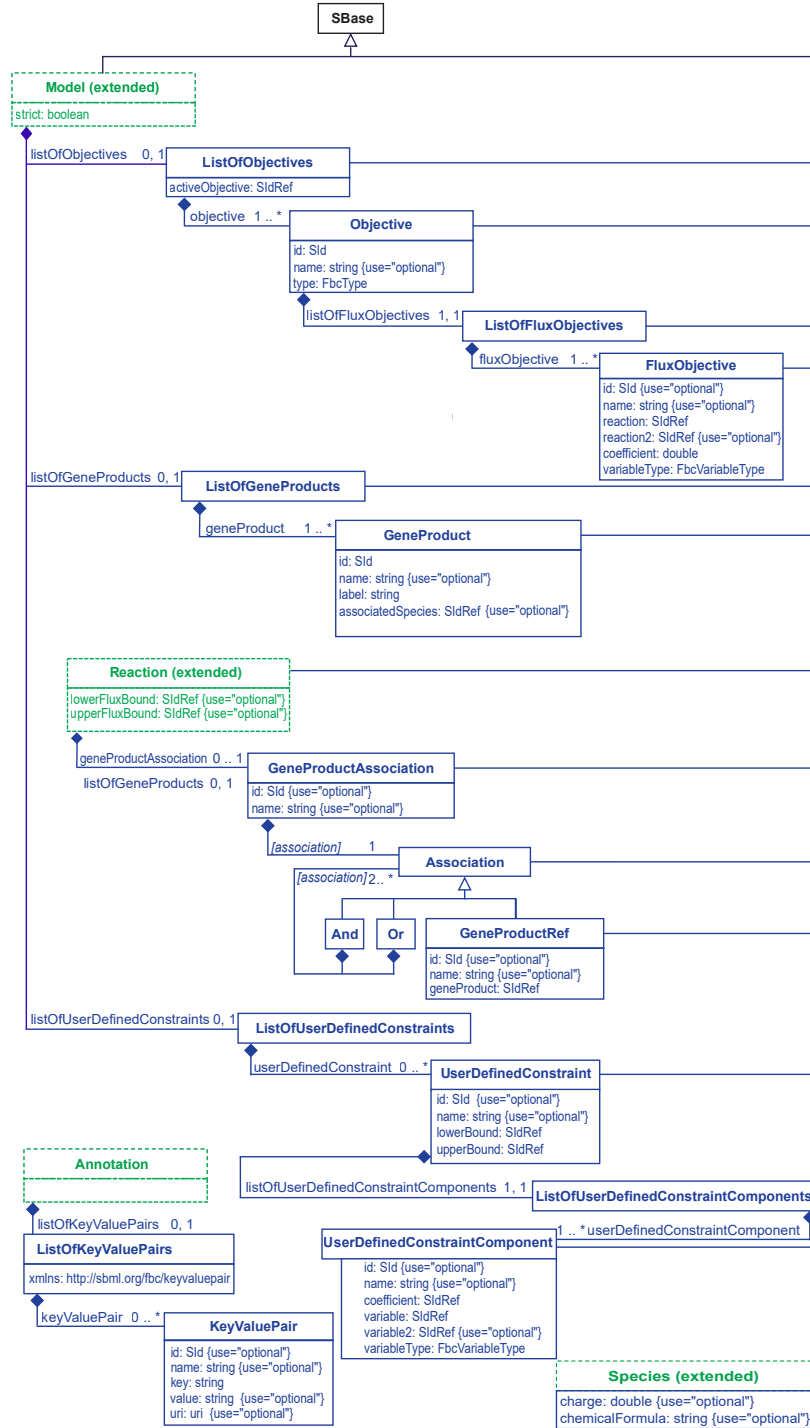 SBase
Model (extended)
strict: boolean
listOfObjectives 0, 1
ListOfObjectives
activeObjective: SIdRef
objective 1 .. *
Objective
id: SId
name: string {use="optional"}
type: FbcType
listOfFluxObjectives 1, 1
ListOfFluxObjectives
fluxObjective 1 .. *
FluxObjective
id: SId {use="optional"}
name: string {use="optional"}
reaction: SIdRef
reaction2: SIdRef {use="optional"}
coefficient: double
variableType: FbcVariableType
listOfGeneProducts 0, 1
ListOfGeneProducts
geneProduct 1 .. *
GeneProduct
id: SId
name: string {use="optional"}
label: string
associatedSpecies: SIdRef {use="optional"}
Reaction (extended)
lowerFluxBound: SIdRef {use="optional"}
upperFluxBound: SIdRef {use="optional"}
geneProductAssociation 0 .. 1
listOfGeneProducts 0, 1
GeneProductAssociation
id: SId {use="optional"}
name: string {use="optional"}
[association] 1
Association
[association] 2.. *
And
Or
GeneProductRef
id: SId {use="optional"}
name: string {use="optional"}
geneProduct: SIdRef
listOfUserDefinedConstraints 0, 1
ListOfUserDefinedConstraints
userDefinedConstraint 0 .. *
UserDefinedConstraint
id: SId {use="optional"}
name: string {use="optional"}
lowerBound: SIdRef
upperBound: SIdRef
Annotation
listOfUserDefinedConstraintComponents 1, 1
ListOfUserDefinedConstraintComponents
listOfKeyValuePairs 0, 1
ListOfKeyValuePairs
xmlns: http://sbml.org/fbc/keyvaluepair
1 .. * userDefinedConstraintComponent
UserDefinedConstraintComponent
id: SId {use="optional"}
name: string {use="optional"}
coefficient: SIdRef
variable: SIdRef
variable2: SIdRef {use="optional"}
variableType: FbcVariableType
keyValuePair 0 .. *
KeyValuePair
id: SId {use="optional"}
name: string {use="optional"}
key: string
value: string {use="optional"}
uri: uri {use="optional"}
Species (extended)
charge: double {use="optional"}
chemicalFormula: string {use="optional"}